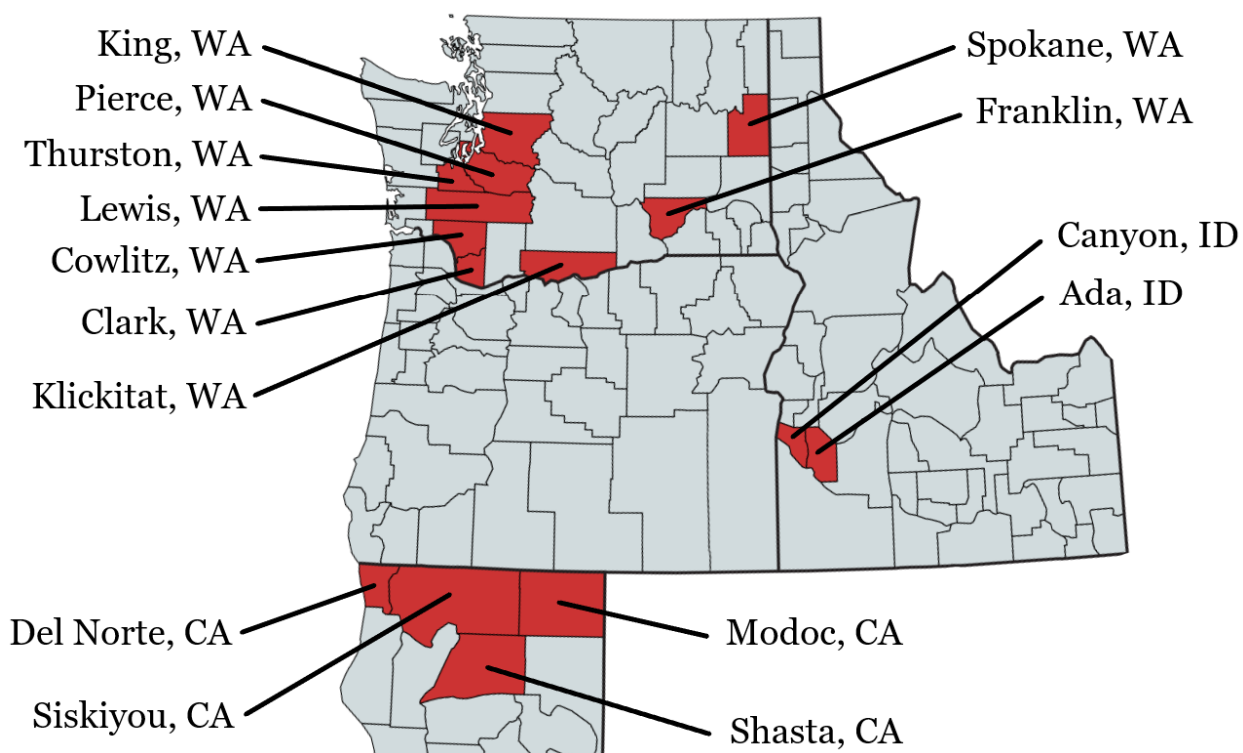 King, WA
Pierce, WA
Thurston, WA
Lewis, WA
Cowlitz, WA
Clark, WA
Klickitat, WA
Spokane, WA
Franklin, WA
Canyon, ID
Ada, ID
Del Norte, CA
Siskiyou, CA
Modoc, CA
Shasta, CA